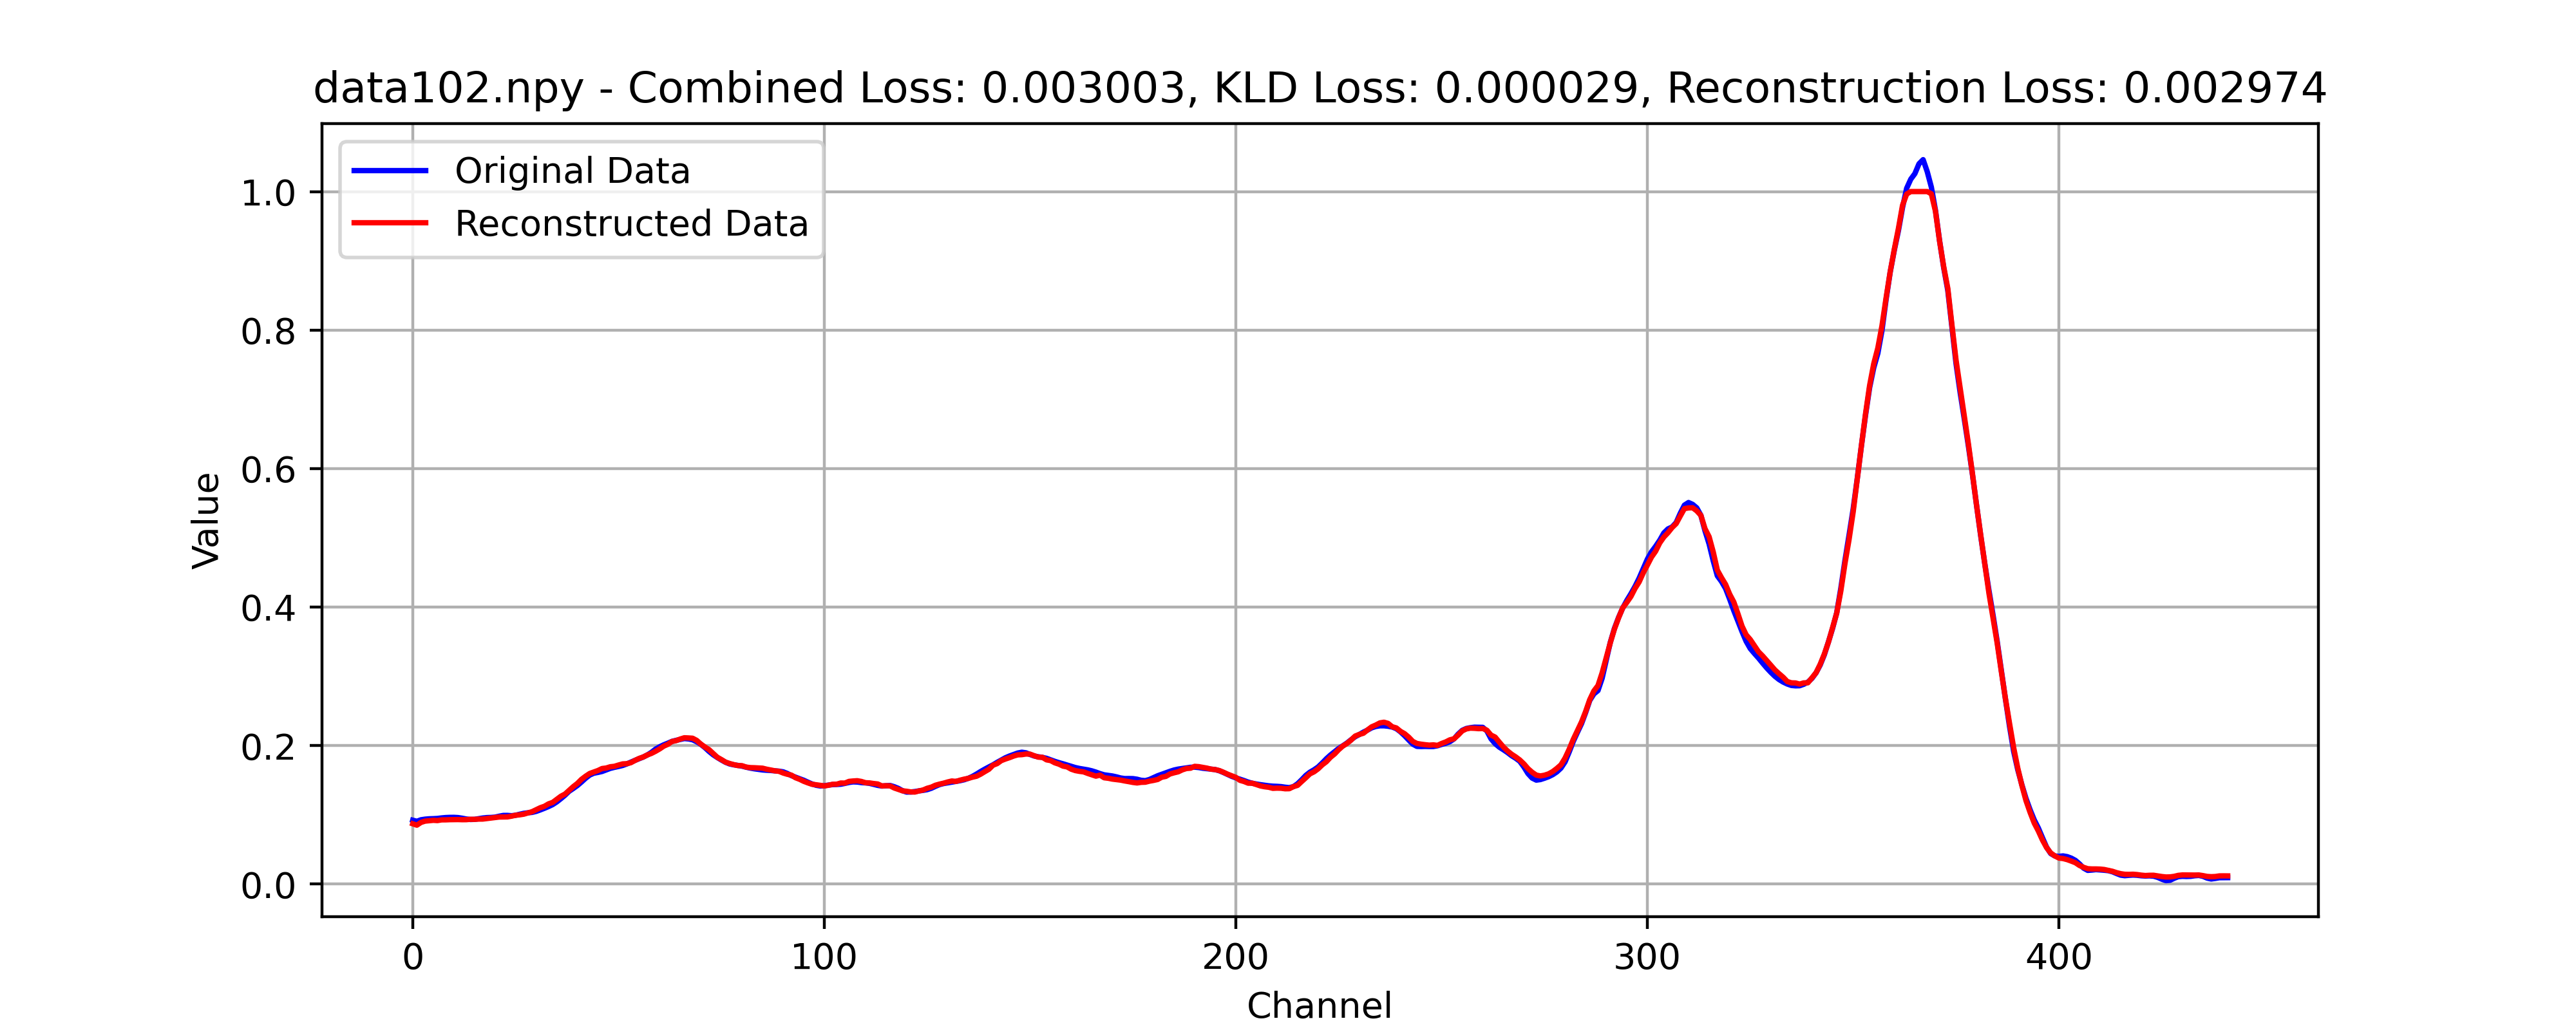 data102.npy - Combined Loss: 0.003003, KLD Loss: 0.000029, Reconstruction Loss: 0.002974
Original Data
Reconstructed Data
1.0
0.8
0.6
0.4
0.2
0.0
Value
0 100 200 300 400
Channel